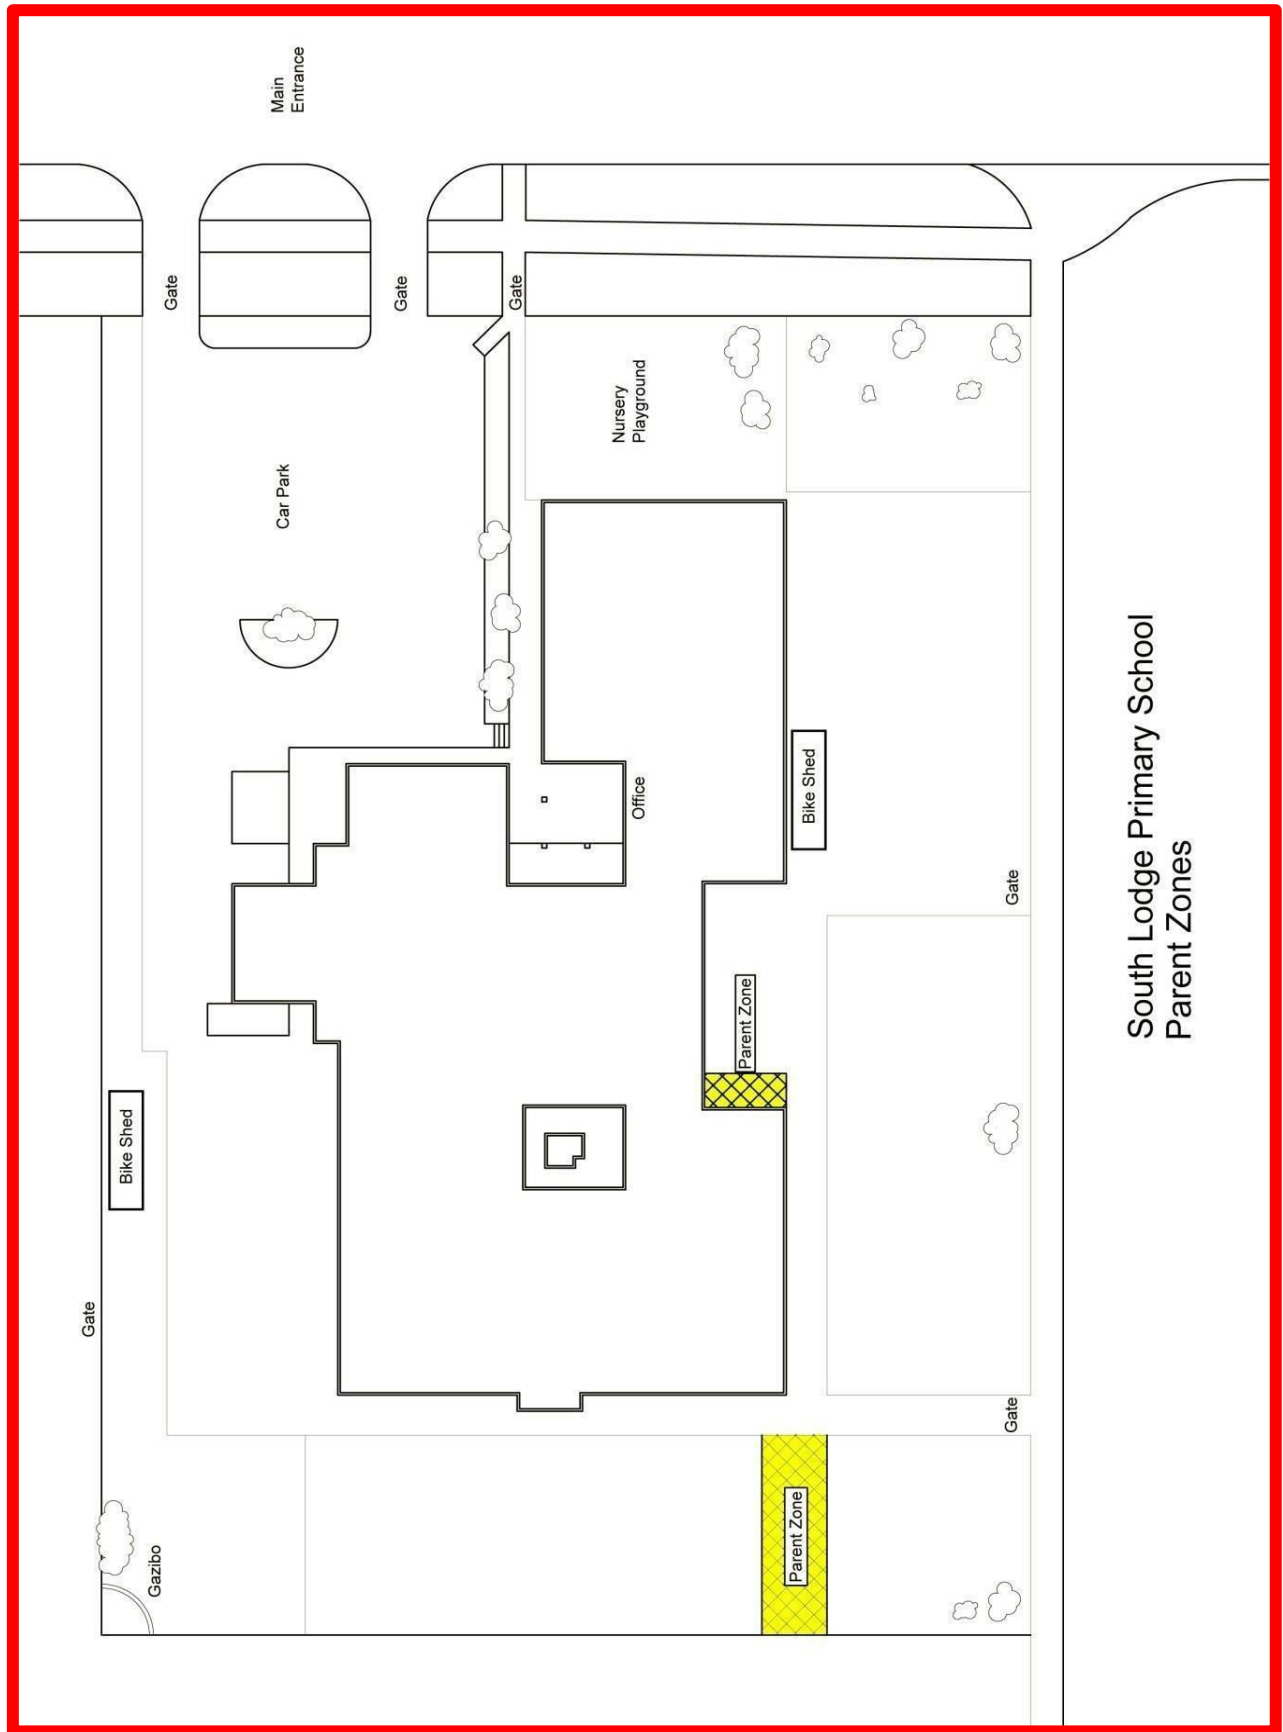 Main
Entrance
Gate
Gate
Gate
Nursery
Playground
Car Park
Office
Bike Shed
Gate
Parent Zone
Bike Shed
Gate
Gate
Parent Zone
Gazibo
South Lodge Primary School
Parent Zones